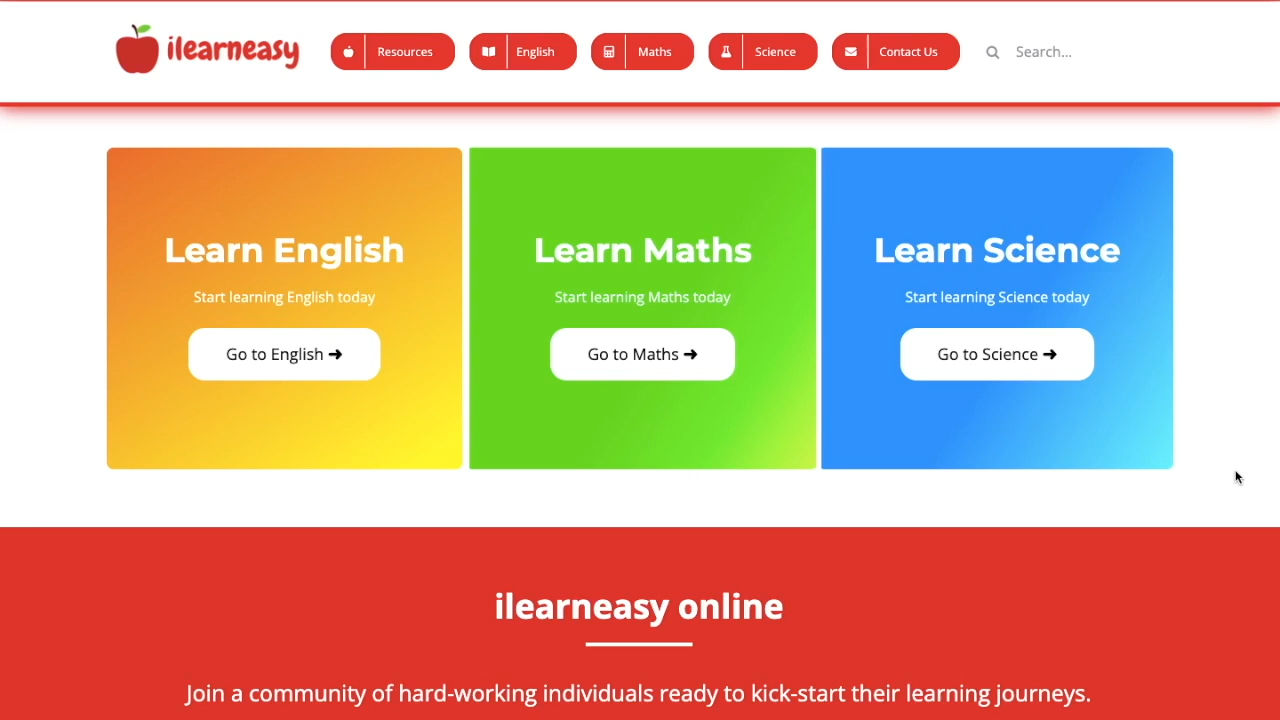 ilearneasy
Resources
English
Maths
Science
Contact Us
Search...
Learn English
Start learning English today
Go to English ➜
Learn Maths
Start learning Maths today
Go to Maths ➜
Learn Science
Start learning Science today
Go to Science ➜
ilearneasy online
Join a community of hard-working individuals ready to kick-start their learning journeys.